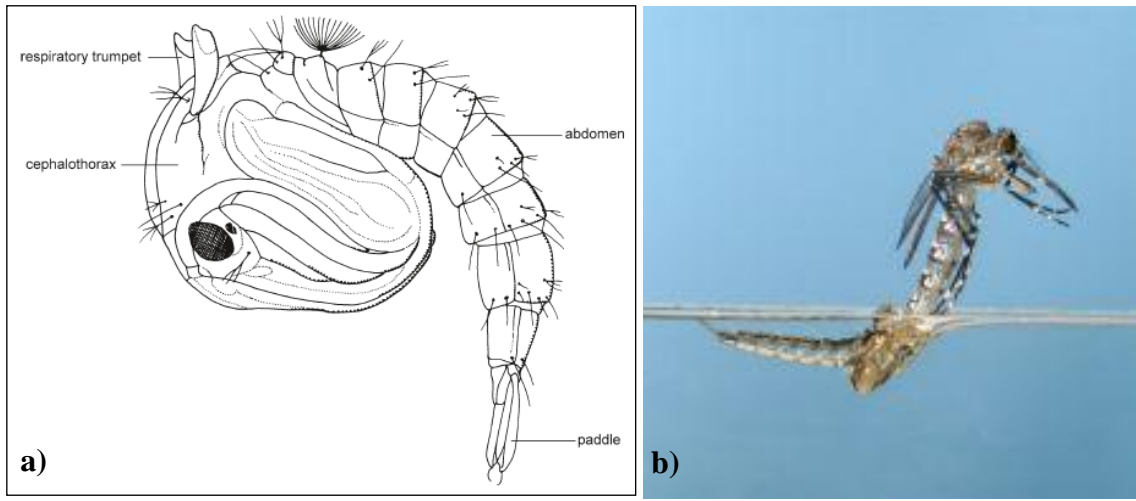 respiratory trumpet
cephalothorax
abdomen
paddle
a)
b)